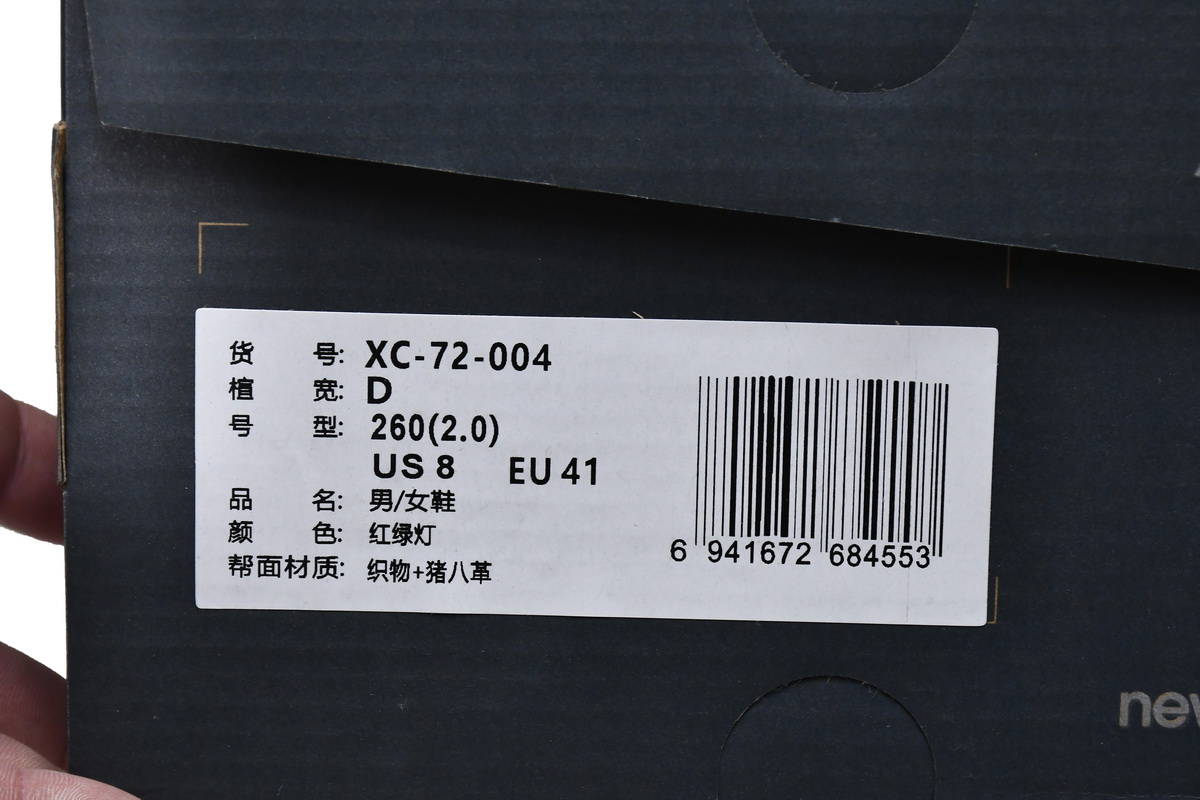 货 号: XC-72-004
楦 宽: D
号 型: 260(2.0)
US 8 EU 41
品 名: 男/女鞋
颜 色: 红绿灯
帮面材质: 织物+猪八革
6 941672 684553
new